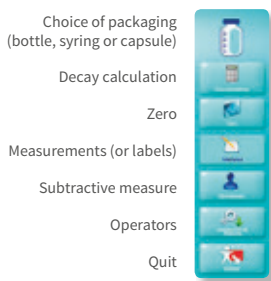 Choice of packaging
(bottle, syring or capsule)
Decay calculation
Zero
Measurements (or labels)
Subtractive measure
Operators
Quit